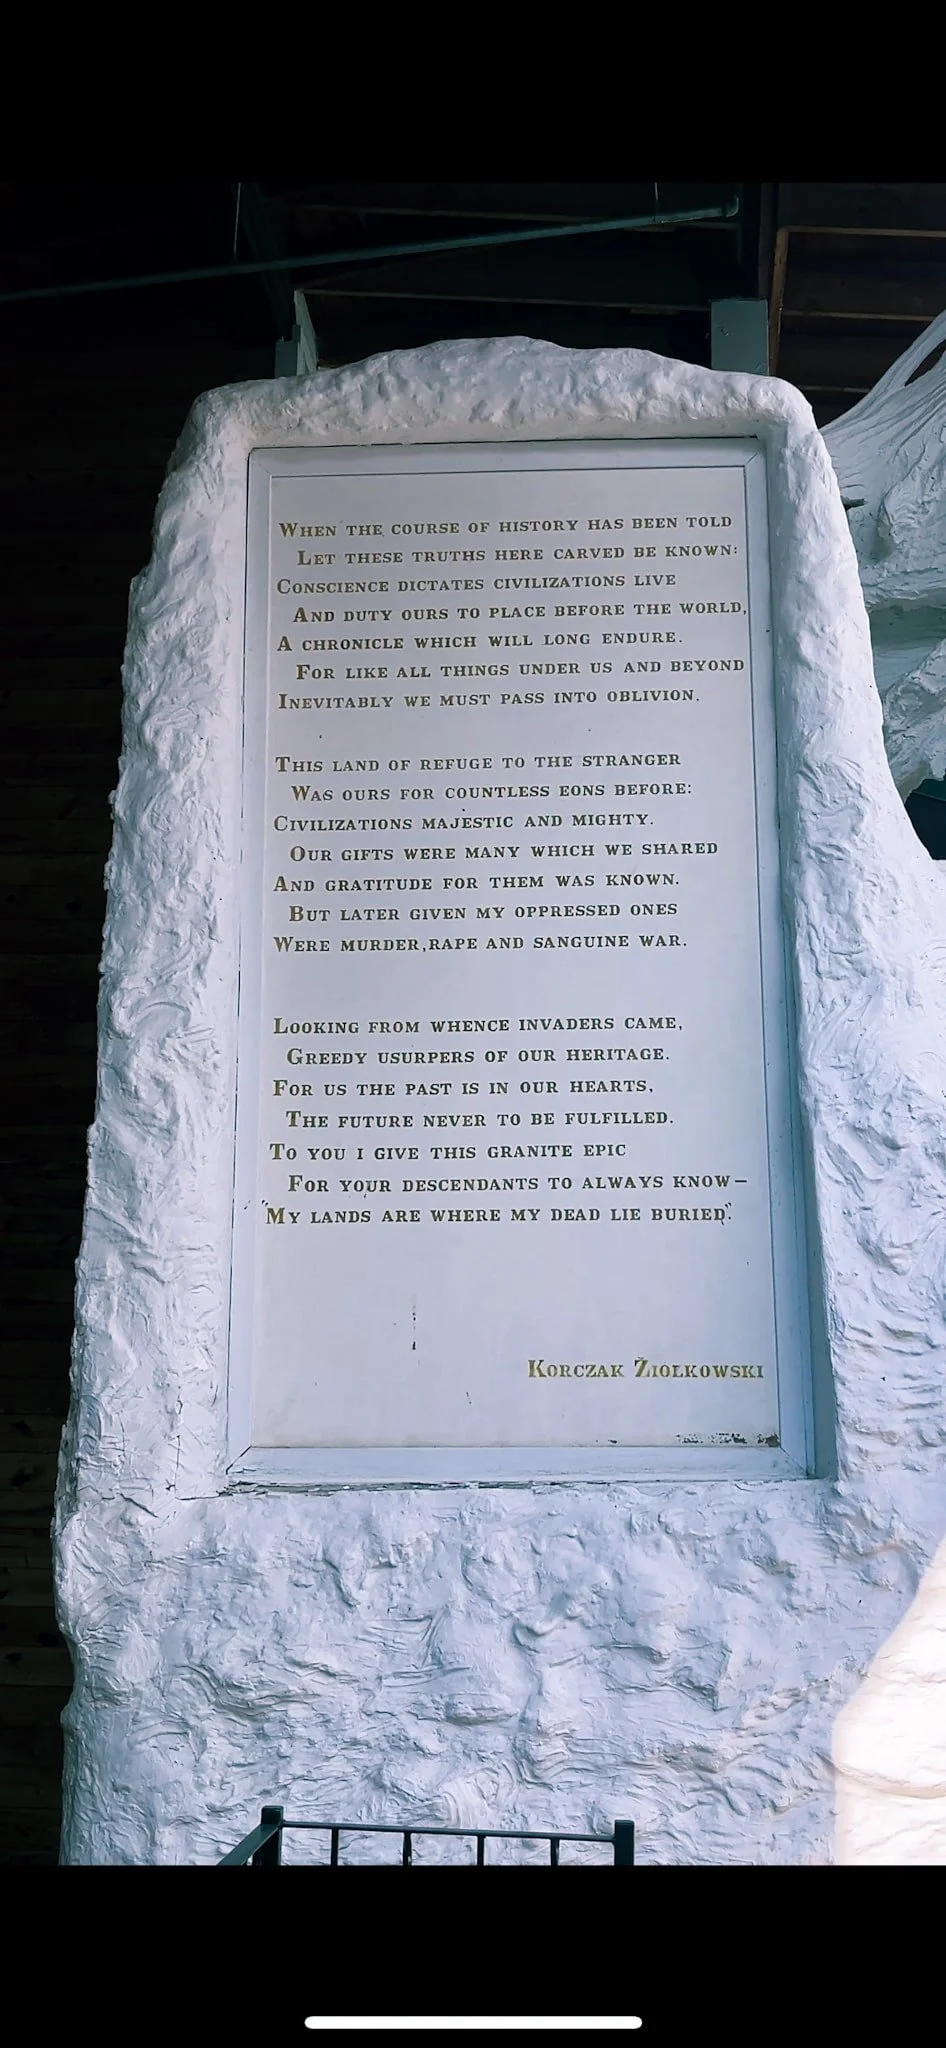 When the course of history has been told
Let these truths here carved be known:
Conscience dictates civilizations live
And duty ours to place before the world,
A chronicle which will long endure.
For like all things under us and beyond
Inevitably we must pass into oblivion.
This land of refuge to the stranger
Was ours for countless eons before:
Civilizations majestic and mighty.
Our gifts were many which we shared
And gratitude for them was known.
But later given my oppressed ones
Were murder, rape and sanguine war.
Looking from whence invaders came,
Greedy usurpers of our heritage.
For us the past is in our hearts,
The future never to be fulfilled.
To you I give this granite epic
For your descendants to always know—
"My lands are where my dead lie buried".
Korczak Žiolkowski